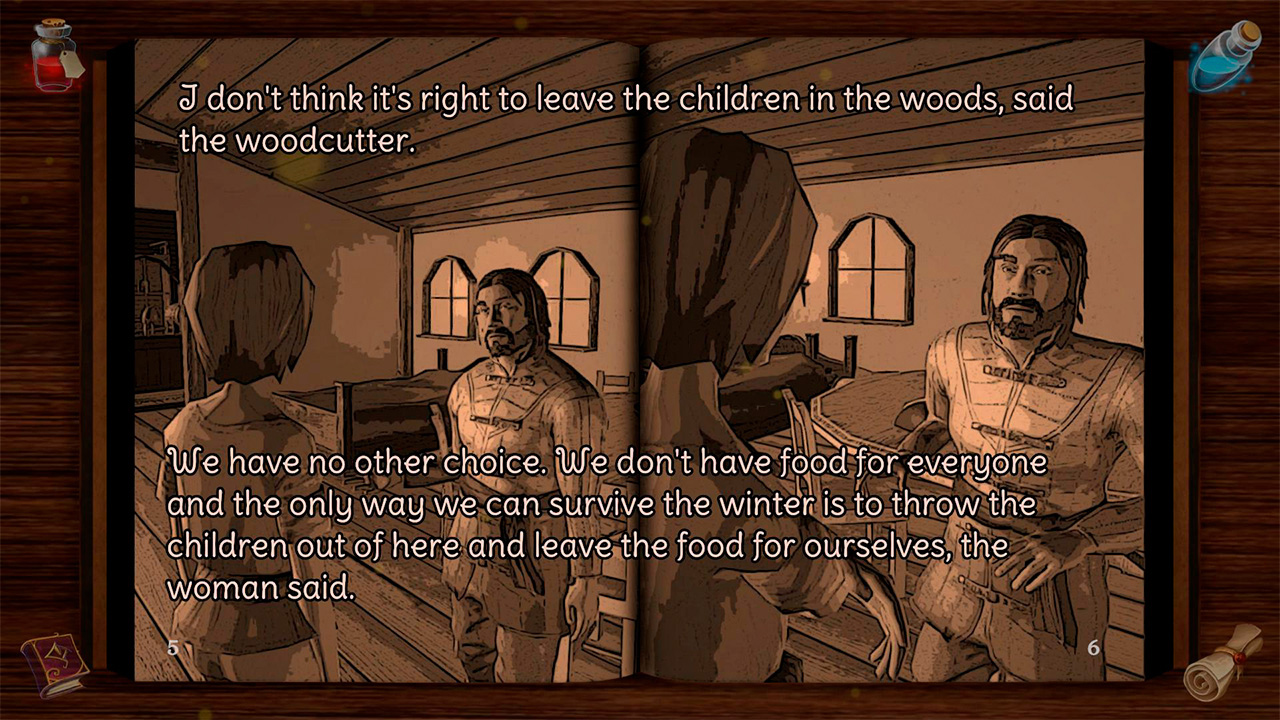 I don't think it's right to leave the children in the woods, said
the woodcutter.
We have no other choice. We don't have food for everyone
and the only way we can survive the winter is to throw the
children out of here and leave the food for ourselves, the
woman said.
5
6